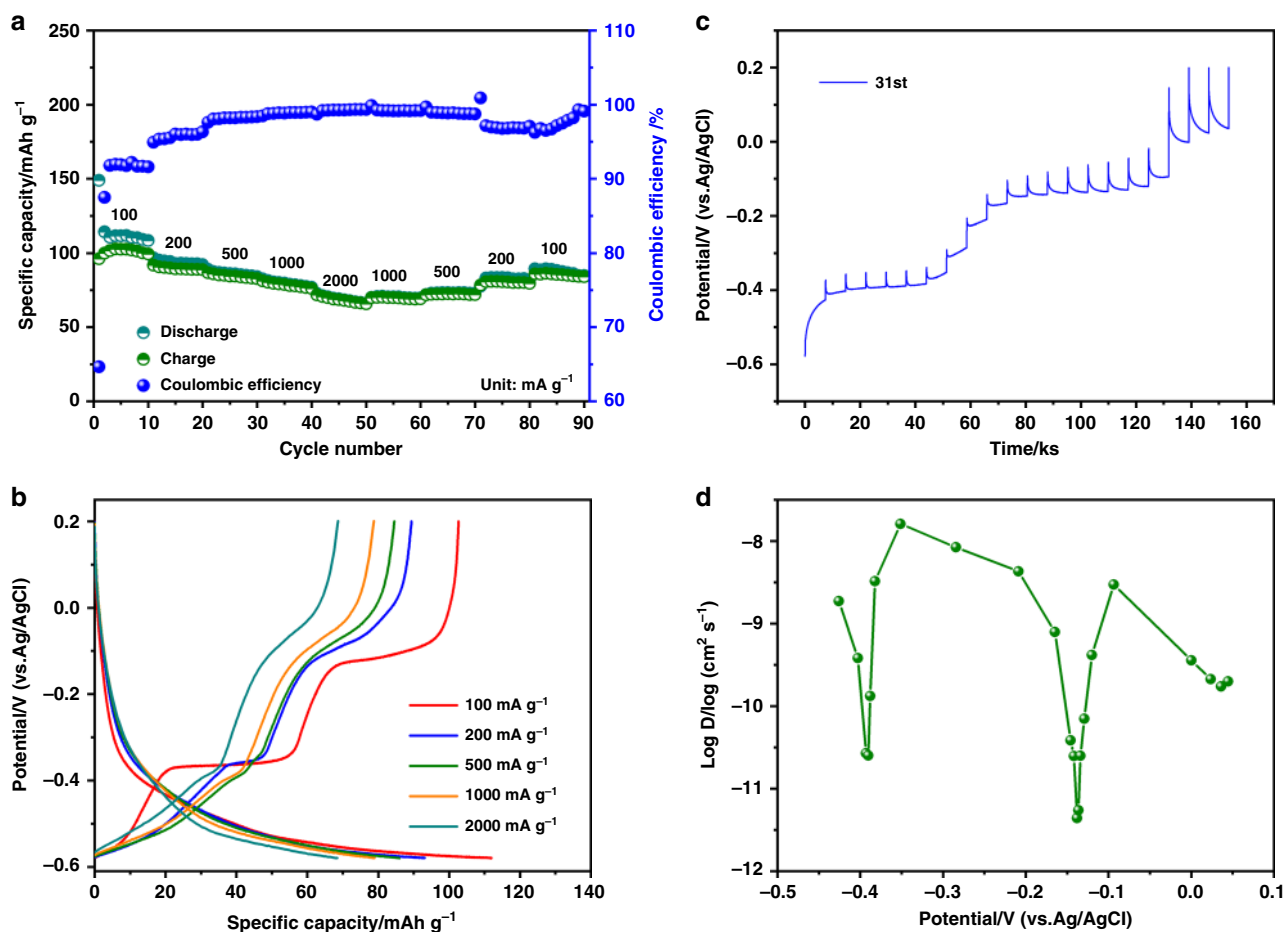 a
250
200
150
100
50
0
Specific capacity/mAh g⁻¹
110
100
90
80
70
60
Coulombic efficiency /%
100
200
500
1000
2000
1000
500
200
100
Discharge
Charge
Coulombic efficiency
Unit: mA g⁻¹
0 10 20 30 40 50 60 70 80 90
Cycle number
c
0.2
0.0
−0.2
−0.4
−0.6
Potential/V (vs.Ag/AgCl)
31st
0 20 40 60 80 100 120 140 160
Time/ks
b
0.2
0.0
−0.2
−0.4
−0.6
Potential/V (vs.Ag/AgCl)
100 mA g⁻¹
200 mA g⁻¹
500 mA g⁻¹
1000 mA g⁻¹
2000 mA g⁻¹
0 20 40 60 80 100 120 140
Specific capacity/mAh g⁻¹
d
−7
−8
−9
−10
−11
−12
Log D/log (cm² s⁻¹)
−0.5 −0.4 −0.3 −0.2 −0.1 0.0 0.1
Potential/V (vs.Ag/AgCl)